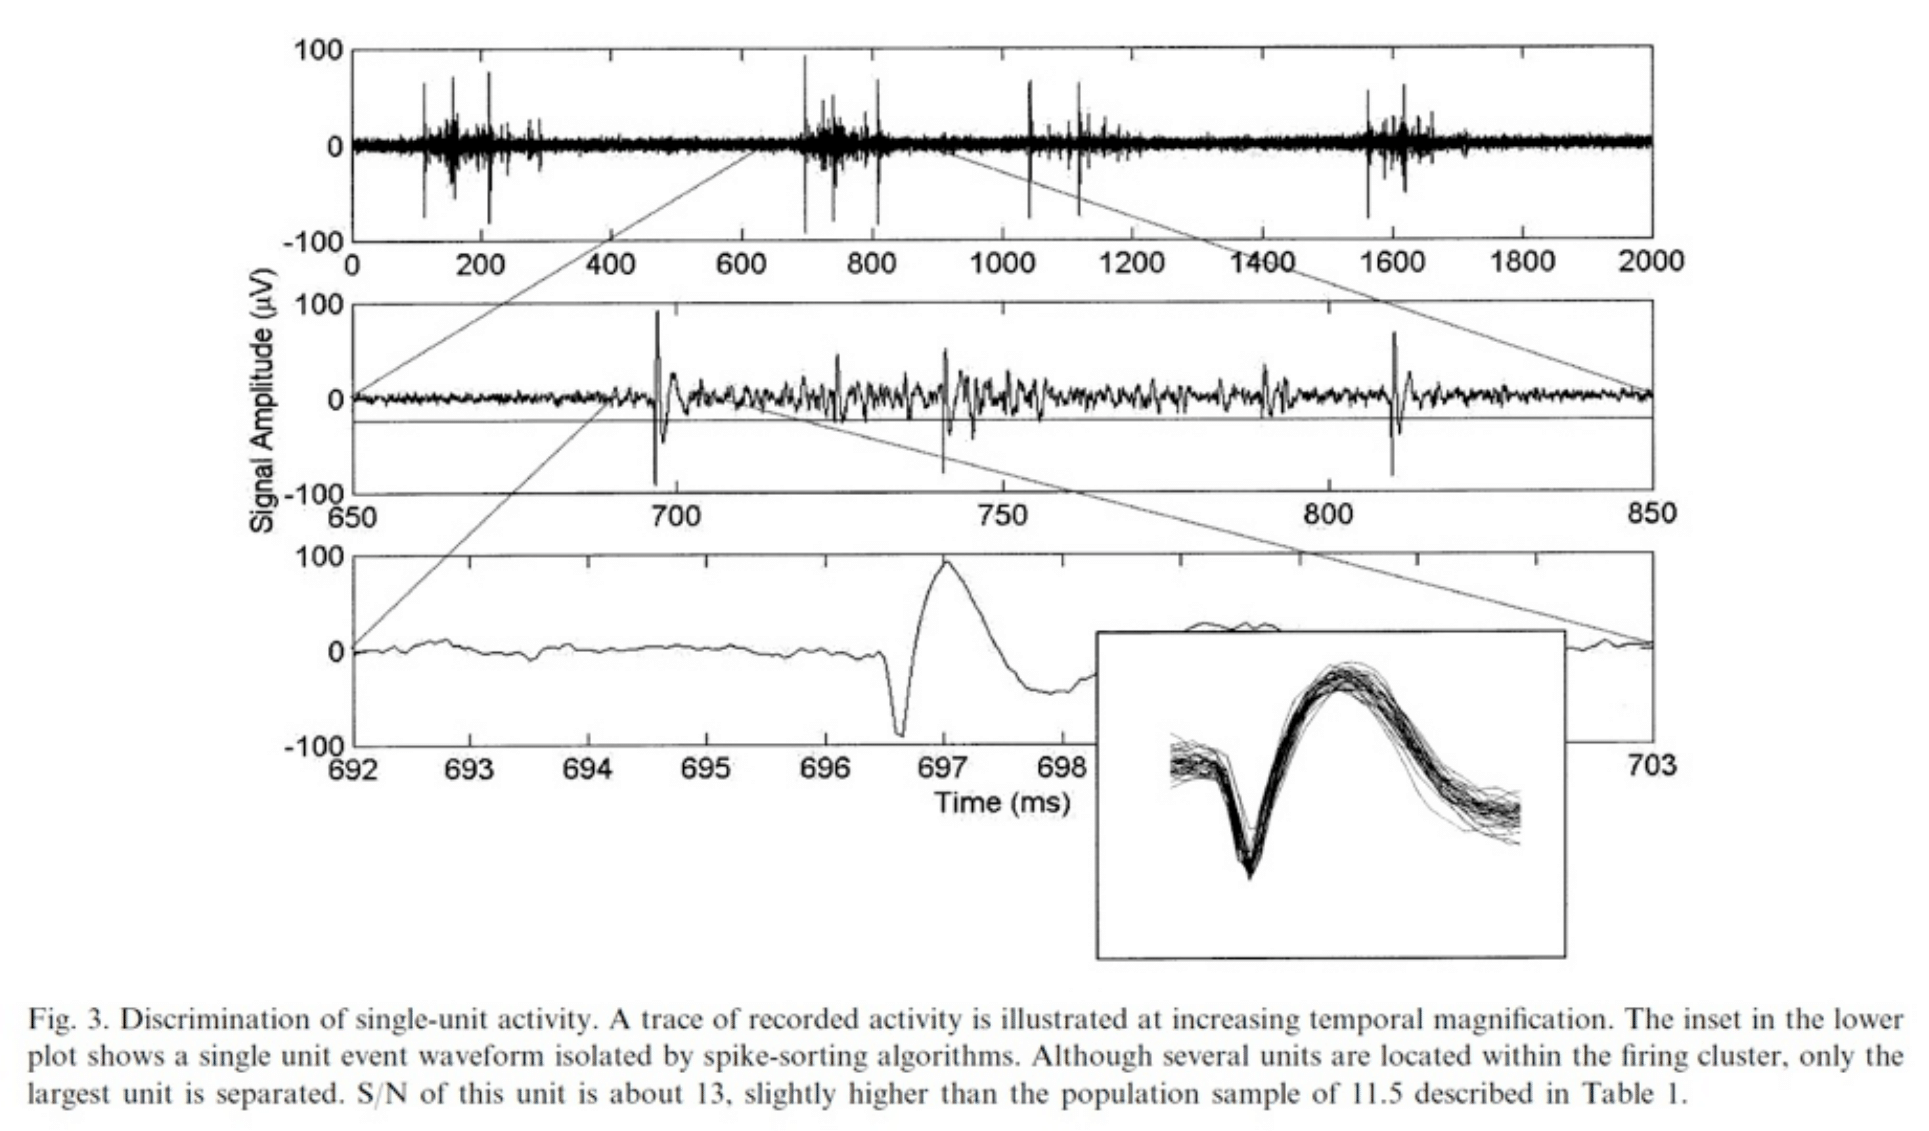 100
0
-100
0 200 400 600 800 1000 1200 1400 1600 1800 2000
Signal Amplitude (µV)
100
0
-100
650 700 750 800 850
100
0
-100
692 693 694 695 696 697 698 703
Time (ms)
Fig. 3. Discrimination of single-unit activity. A trace of recorded activity is illustrated at increasing temporal magnification. The inset in the lower
plot shows a single unit event waveform isolated by spike-sorting algorithms. Although several units are located within the firing cluster, only the
largest unit is separated. S/N of this unit is about 13, slightly higher than the population sample of 11.5 described in Table 1.